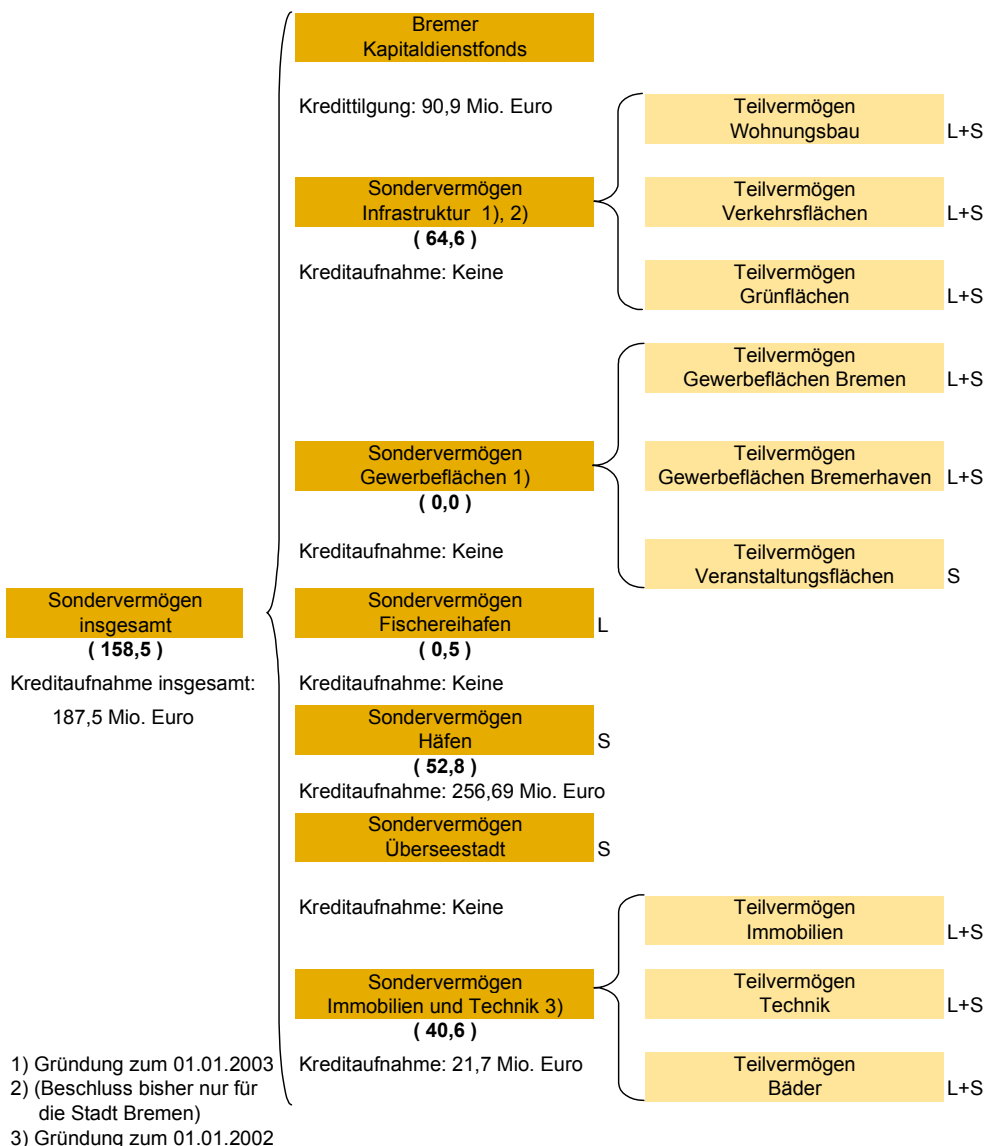 Bremer
Kapitaldienstfonds
Kredittilgung: 90,9 Mio. Euro
Teilvermögen
Wohnungsbau
L+S
Sondervermögen
Infrastruktur 1), 2)
( 64,6 )
Kreditaufnahme: Keine
Teilvermögen
Verkehrsflächen
L+S
Teilvermögen
Grünflächen
L+S
Teilvermögen
Gewerbeflächen Bremen
L+S
Sondervermögen
Gewerbeflächen 1)
( 0,0 )
Kreditaufnahme: Keine
Teilvermögen
Gewerbeflächen Bremerhaven
L+S
Teilvermögen
Veranstaltungsflächen
S
Sondervermögen
insgesamt
( 158,5 )
Kreditaufnahme insgesamt:
187,5 Mio. Euro
Sondervermögen
Fischereihafen
L
( 0,5 )
Kreditaufnahme: Keine
Sondervermögen
Häfen
S
( 52,8 )
Kreditaufnahme: 256,69 Mio. Euro
Sondervermögen
Überseestadt
S
Kreditaufnahme: Keine
Teilvermögen
Immobilien
L+S
Sondervermögen
Immobilien und Technik 3)
( 40,6 )
Kreditaufnahme: 21,7 Mio. Euro
Teilvermögen
Technik
L+S
Teilvermögen
Bäder
L+S
1) Gründung zum 01.01.2003
2) (Beschluss bisher nur für
die Stadt Bremen)
3) Gründung zum 01.01.2002